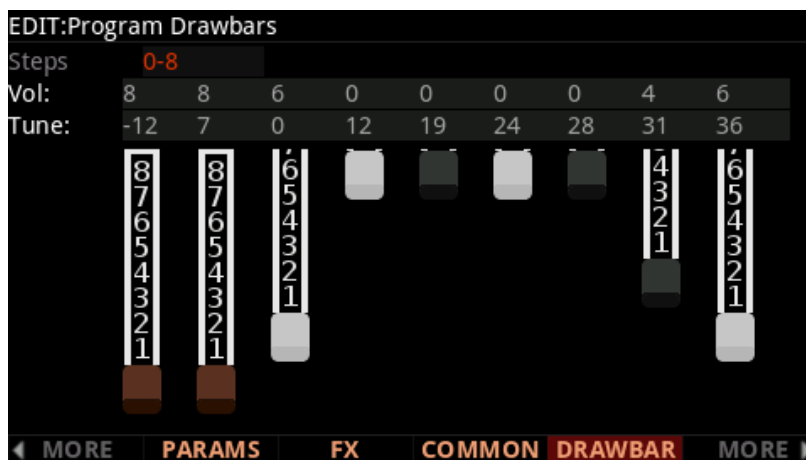 EDIT:Program Drawbars
Steps 0-8
Vol: 8 8 6 0 0 0 0 4 6
Tune: -12 7 0 12 19 24 28 31 36
8 8 6 4 6
7 7 5 3 5
6 6 4 2 4
5 5 3 1 3
4 4 2 2
3 3 1 1
2 2
1 1
MORE PARAMS FX COMMON DRAWBAR MORE